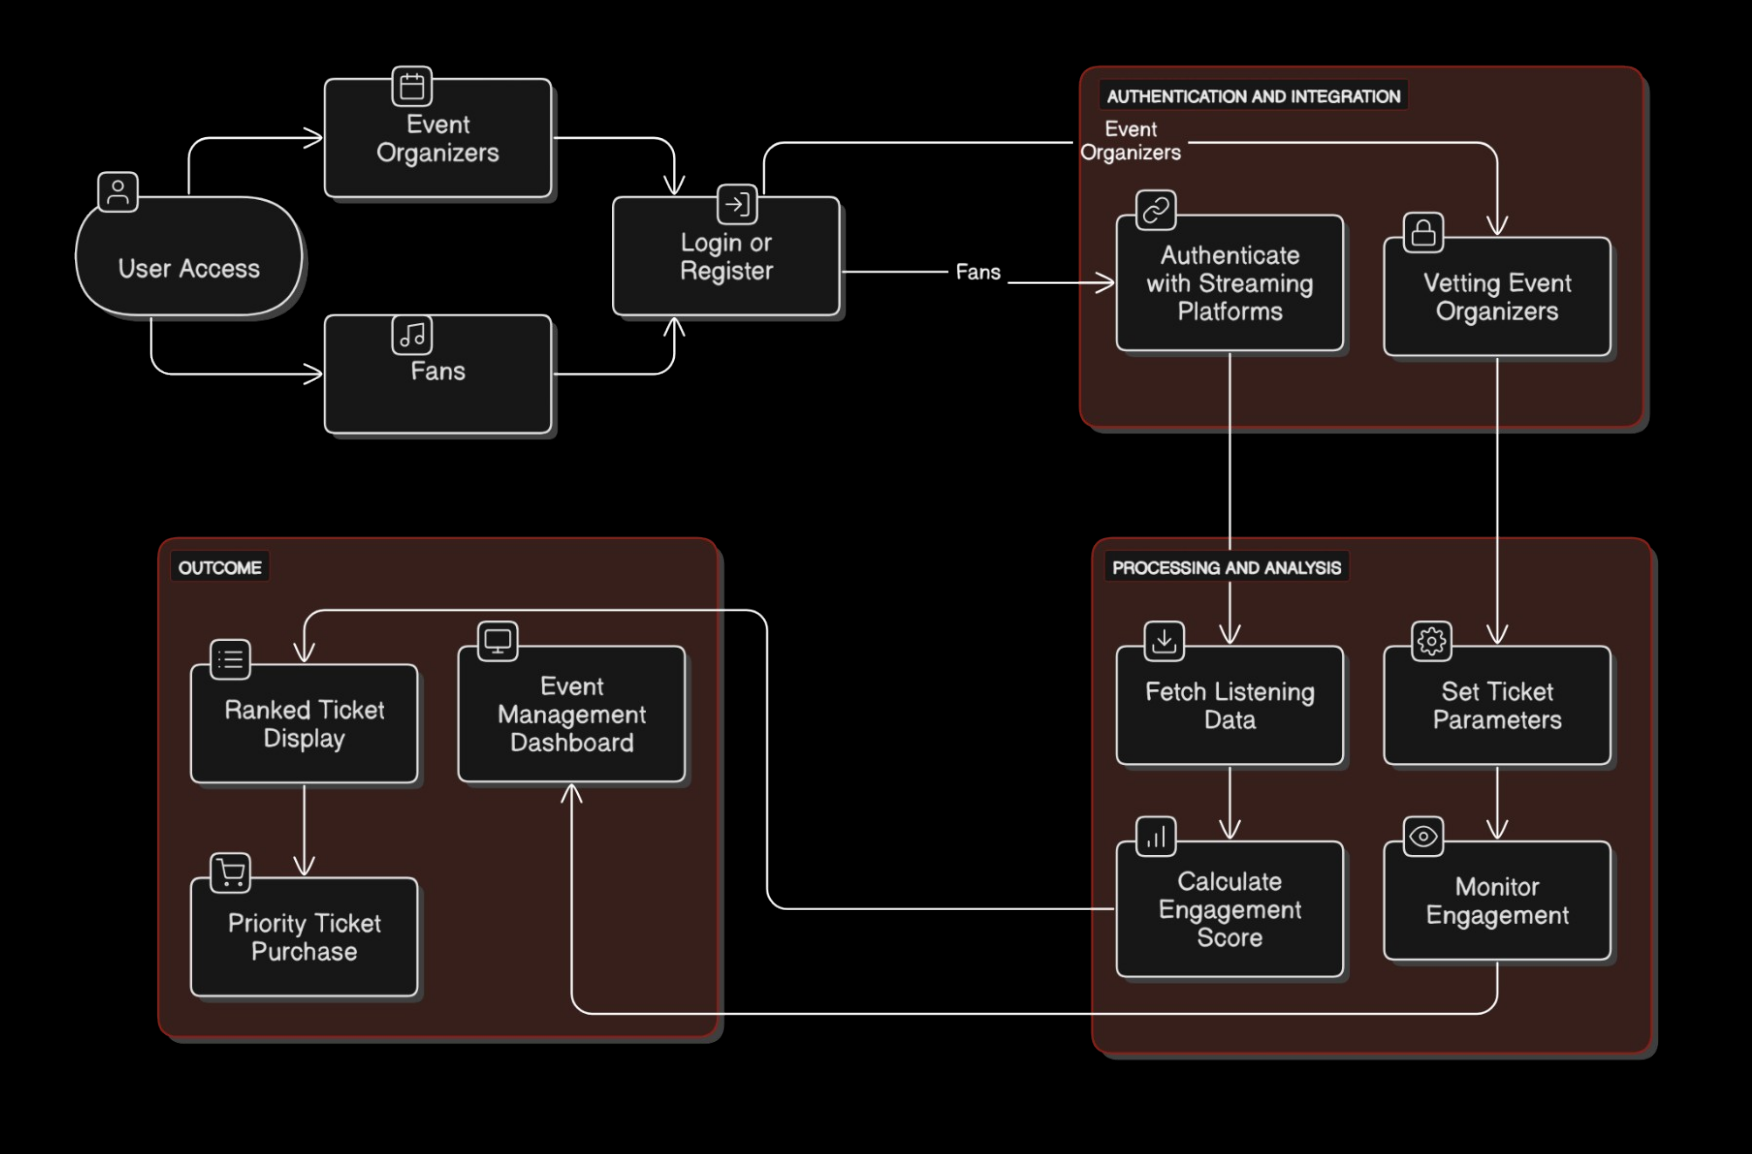 Event
Organizers
User Access
Fans
Login or
Register
Fans
AUTHENTICATION AND INTEGRATION
Event
Organizers
Authenticate
with Streaming
Platforms
Vetting Event
Organizers
OUTCOME
Ranked Ticket
Display
Event
Management
Dashboard
Priority Ticket
Purchase
PROCESSING AND ANALYSIS
Fetch Listening
Data
Set Ticket
Parameters
Calculate
Engagement
Score
Monitor
Engagement